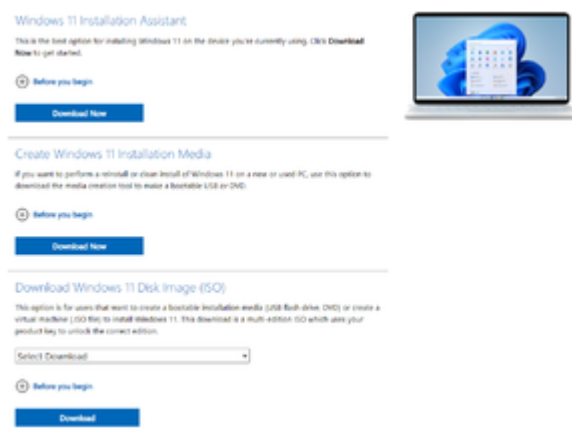 Windows 11 Installation Assistant
This is the best option for installing Windows 11 on the device you're currently using. Click Download
Now to get started.
Before you begin
Download Now
Create Windows 11 Installation Media
If you want to perform a reinstall or clean install of Windows 11 on a new or used PC, use this option to
download the media creation tool to make a bootable USB or DVD.
Before you begin
Download Now
Download Windows 11 Disk Image (ISO)
This option is for users that want to create a bootable installation media (USB flash drive, DVD) or create a
virtual machine (.ISO file) to install Windows 11. This download is a multi-edition ISO which uses your
product key to unlock the correct edition.
Select Download
Before you begin
Download